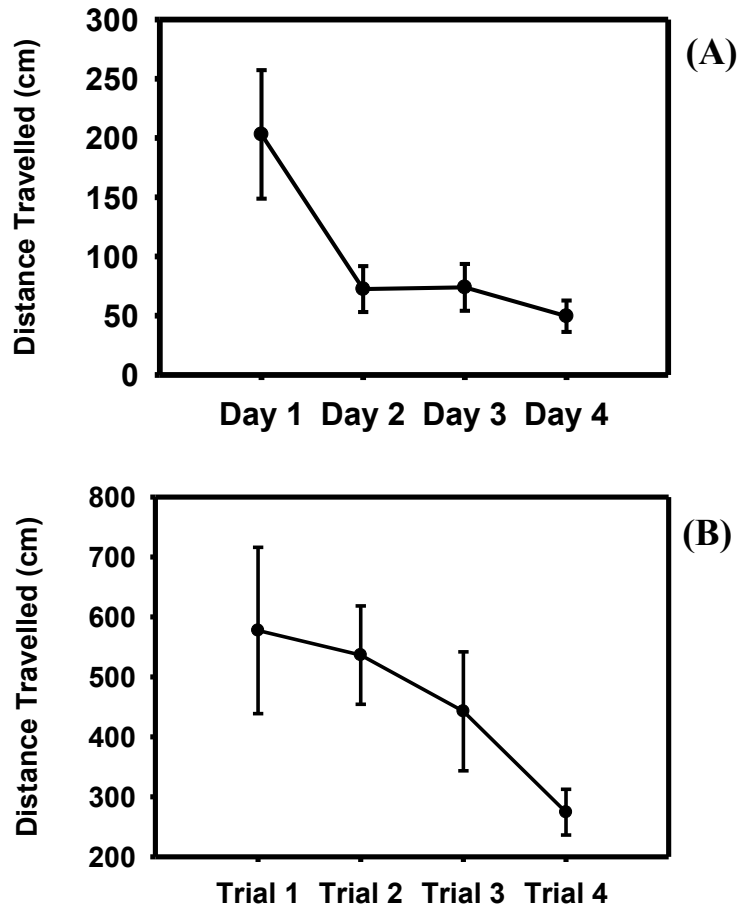 (A)
Distance Travelled (cm)
300
250
200
150
100
50
0
Day 1 Day 2 Day 3 Day 4
(B)
Distance Travelled (cm)
800
700
600
500
400
300
200
Trial 1 Trial 2 Trial 3 Trial 4